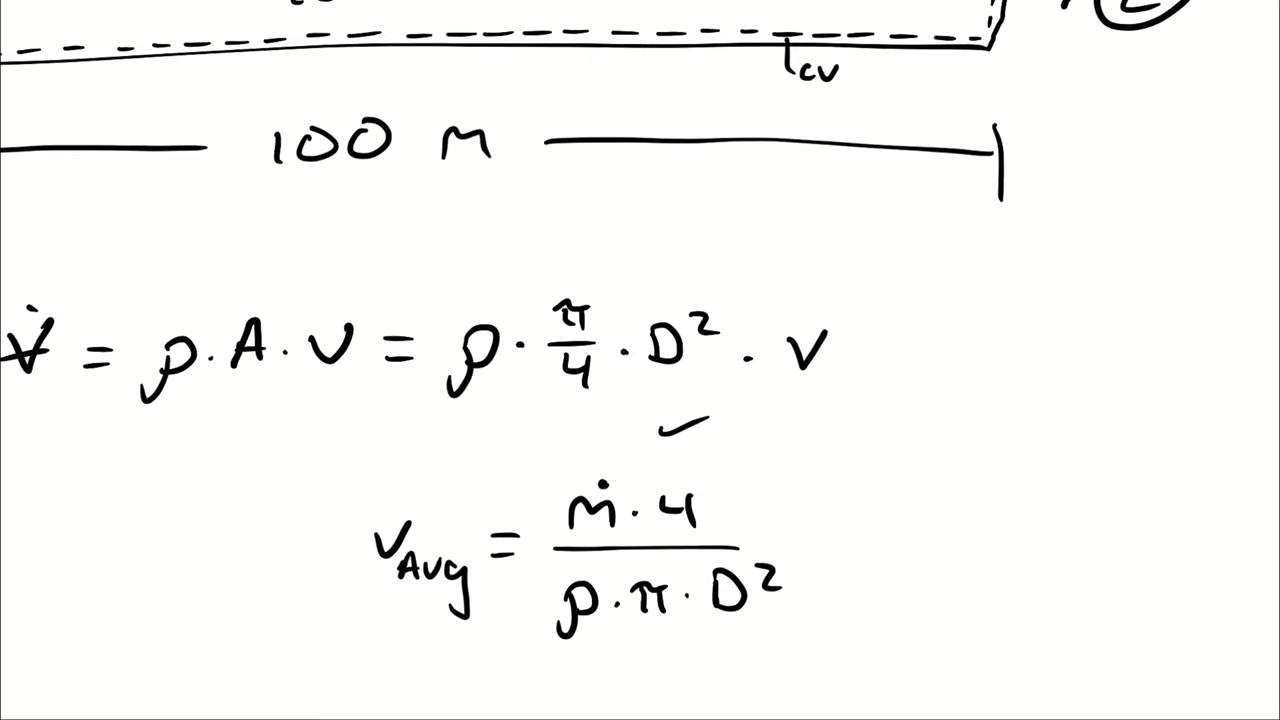 cv
100 m
V̇ = ρ · A · v = ρ · π/4 · D² · v
✓
v_Avg = ṁ · 4 / ρ · π · D²